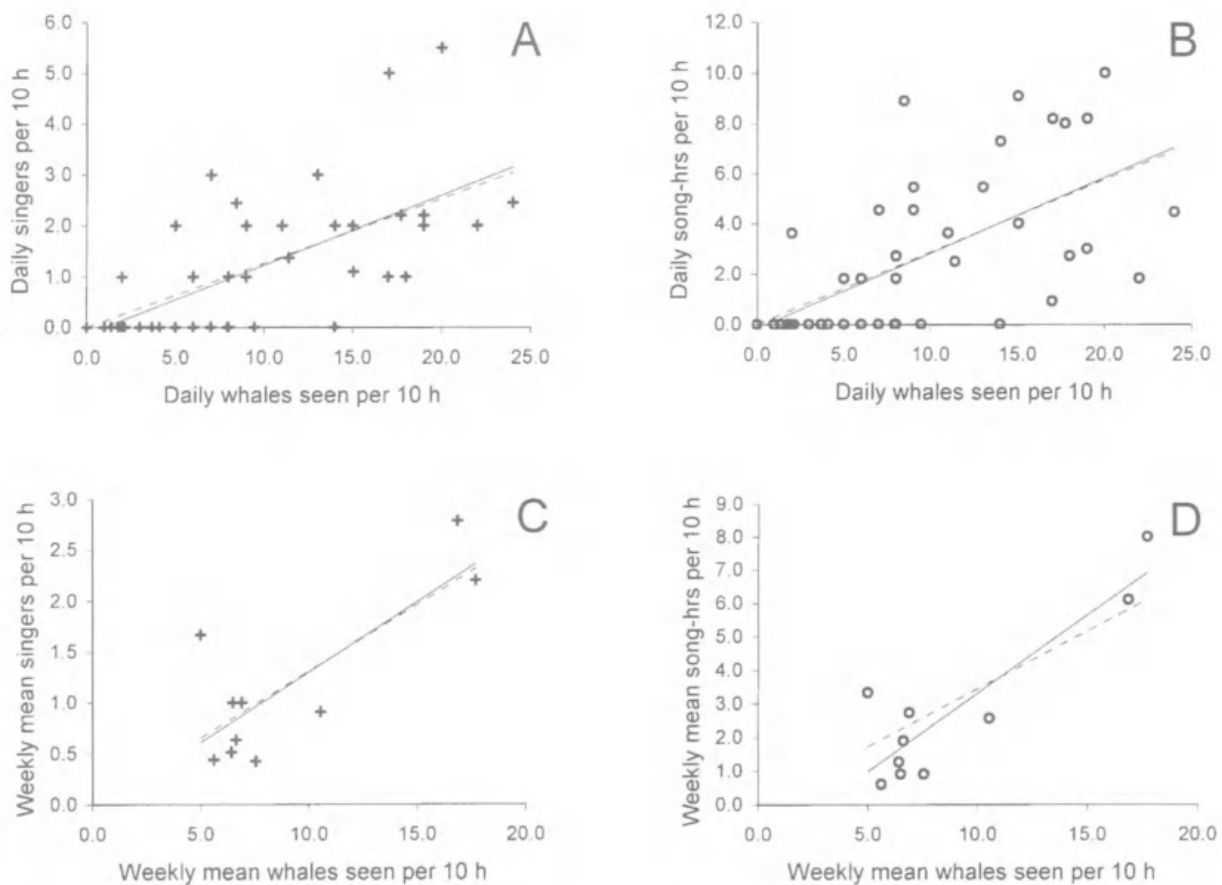 A
Daily singers per 10 h
6.0
5.0
4.0
3.0
2.0
1.0
0.0
0.0 5.0 10.0 15.0 20.0 25.0
Daily whales seen per 10 h
B
Daily song-hrs per 10 h
12.0
10.0
8.0
6.0
4.0
2.0
0.0
0.0 5.0 10.0 15.0 20.0 25.0
Daily whales seen per 10 h
C
Weekly mean singers per 10 h
3.0
2.5
2.0
1.5
1.0
0.5
0.0
0.0 5.0 10.0 15.0 20.0
Weekly mean whales seen per 10 h
D
Weekly mean song-hrs per 10 h
9.0
8.0
7.0
6.0
5.0
4.0
3.0
2.0
1.0
0.0
0.0 5.0 10.0 15.0 20.0
Weekly mean whales seen per 10 h